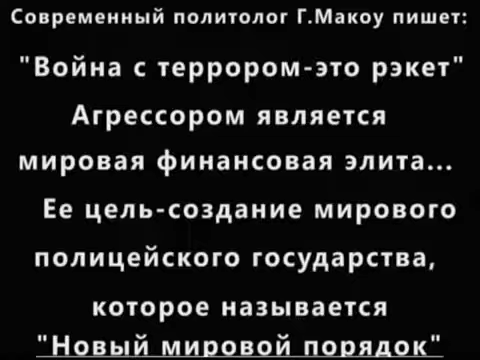 Современный политолог Г.Макоу пишет:
"Война с террором-это рэкет"
Агрессором является
мировая финансовая элита...
Ее цель-создание мирового
полицейского государства,
которое называется
"Новый мировой порядок"